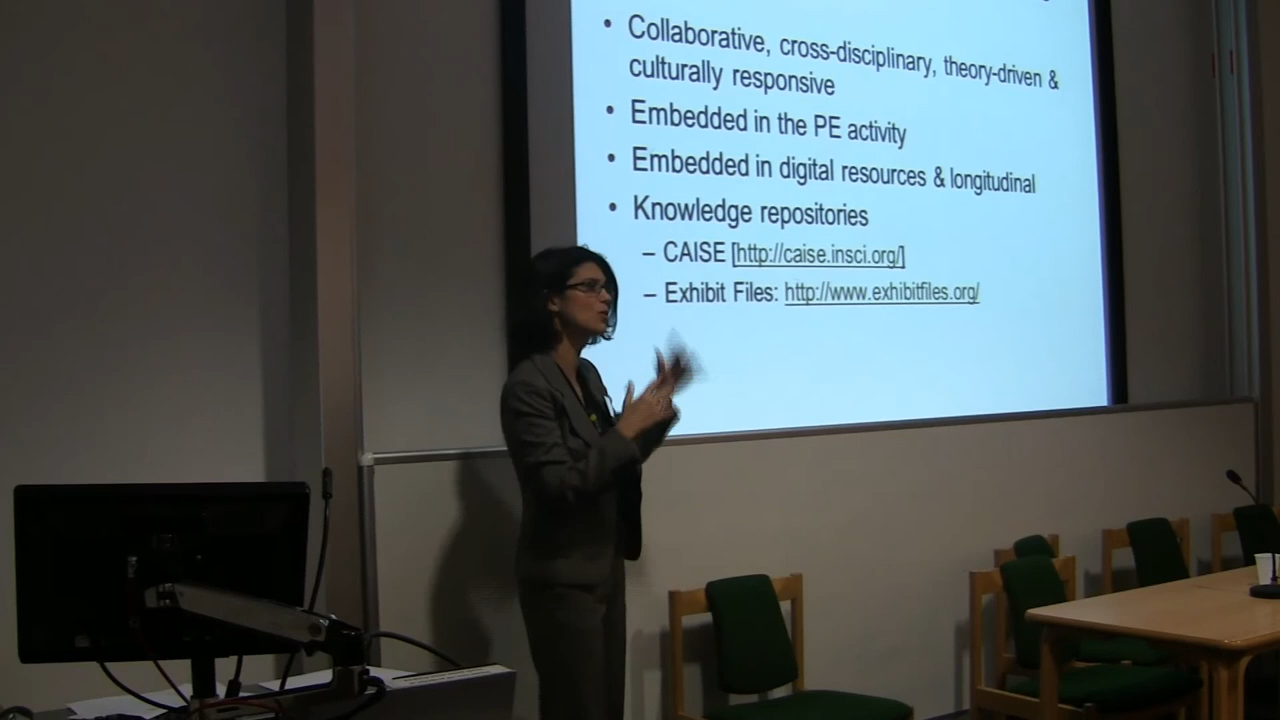 • Collaborative, cross-disciplinary, theory-driven &
culturally responsive
• Embedded in the PE activity
• Embedded in digital resources & longitudinal
• Knowledge repositories
– CAISE [http://caise.insci.org/]
– Exhibit Files: http://www.exhibitfiles.org/